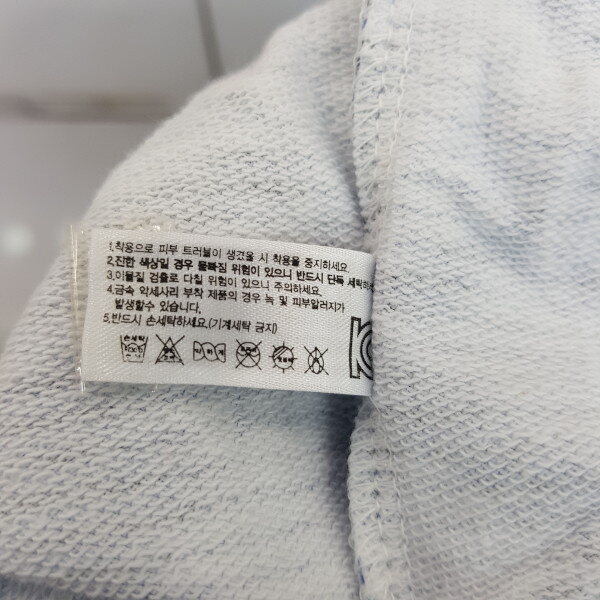 1.착용으로 피부 트러블이 생겼을 시 착용을 중지하세요.
2.진한 색상일 경우 물빠짐 위험이 있으니 반드시 단독 세탁하세요
3.이물질 검출로 다칠 위험이 있으니 주의하세요.
4.금속 악세사리 부착 제품의 경우 녹 및 피부알러지가
발생할수 있습니다.
5.반드시 손세탁하세요.(기계세탁 금지)
손세탁